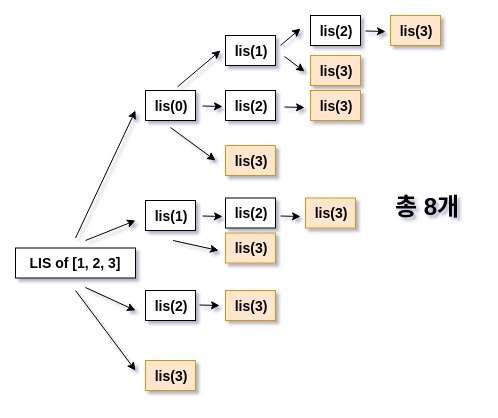 lis(2) lis(3)
lis(1)
lis(3)
lis(0) lis(2) lis(3)
lis(3)
총 8개
lis(1) lis(2) lis(3)
lis(3)
LIS of [1, 2, 3]
lis(2) lis(3)
lis(3)